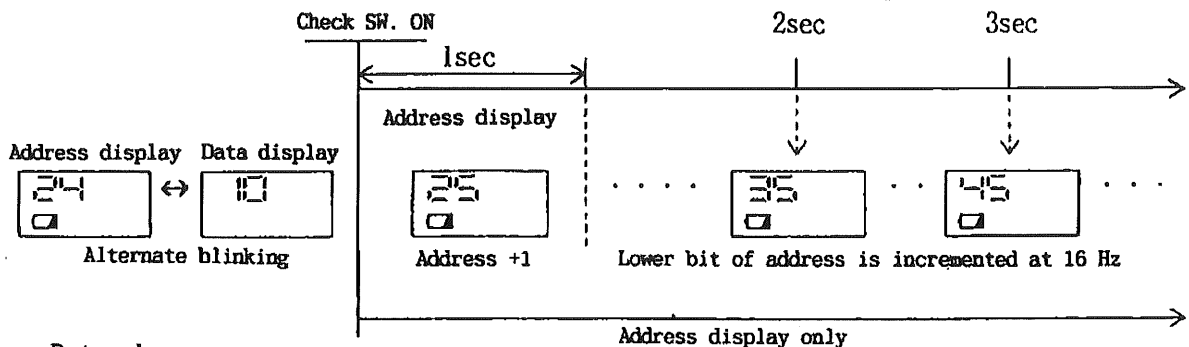 Check SW. ON
2sec 3sec
1sec
Address display
Address display Data display
24 ↔ 10 25 . . . . 35 . . 45 . . .
Alternate blinking Address +1 Lower bit of address is incremented at 16 Hz
Address display only